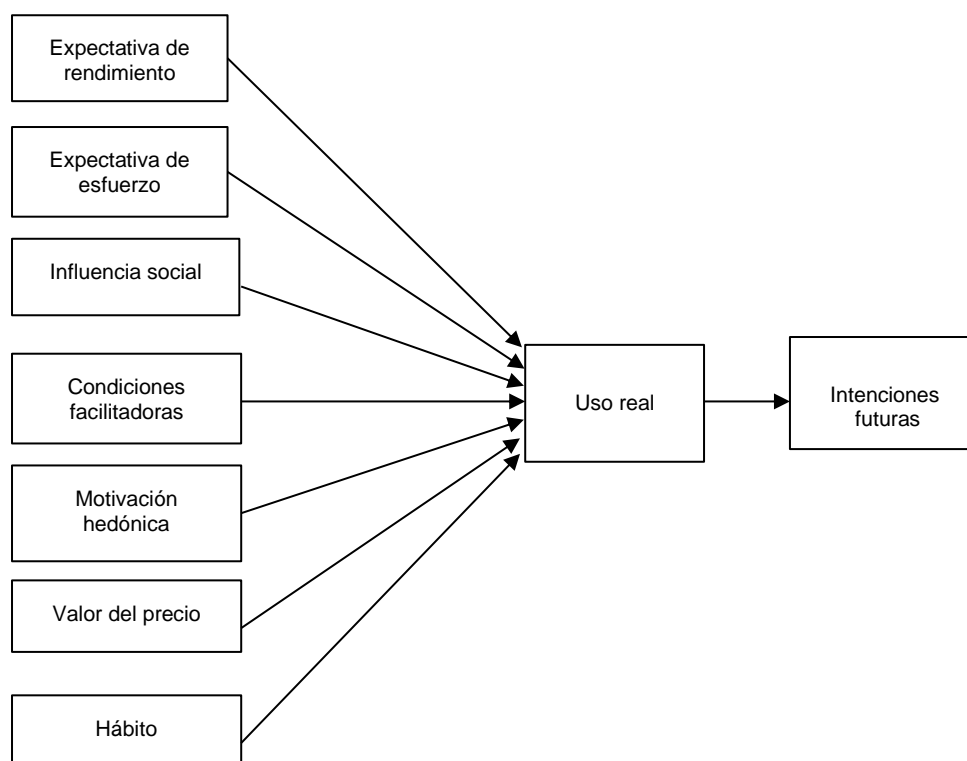 Expectativa de
rendimiento
Expectativa de
esfuerzo
Influencia social
Condiciones
facilitadoras
Motivación
hedónica
Valor del precio
Hábito
Uso real
Intenciones
futuras